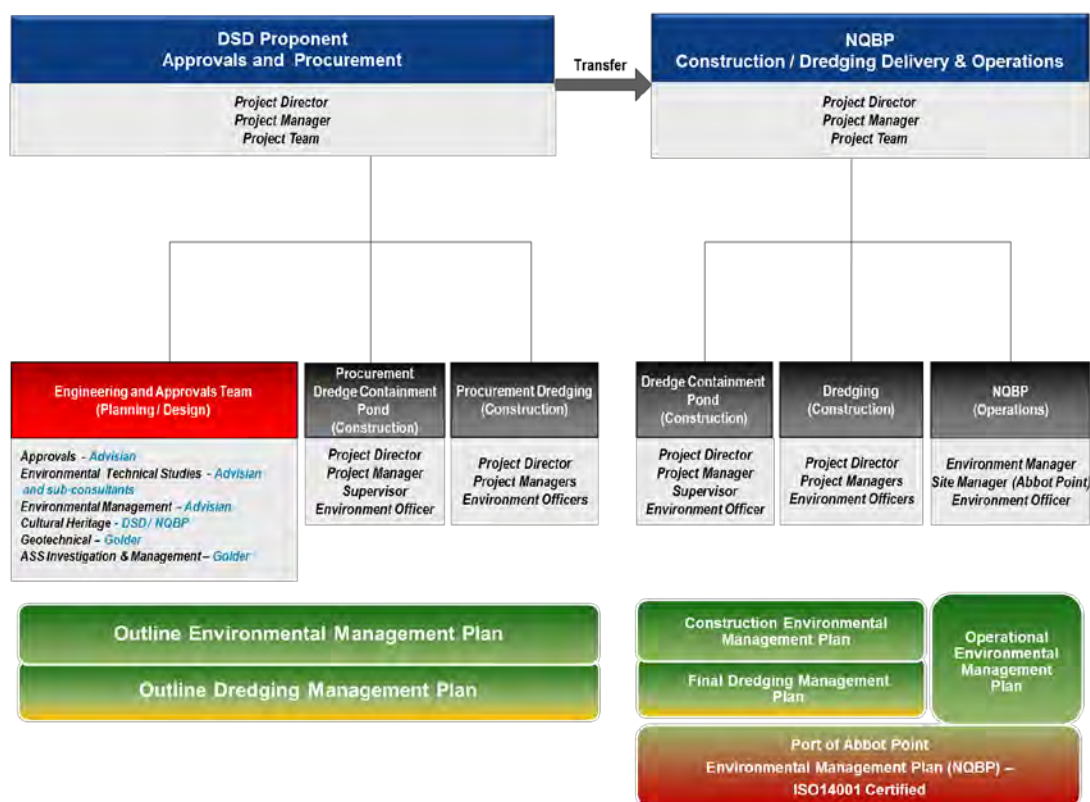 DSD Proponent
Approvals and Procurement
Project Director
Project Manager
Project Team
Transfer
NQBP
Construction / Dredging Delivery & Operations
Project Director
Project Manager
Project Team
Engineering and Approvals Team
(Planning / Design)
Approvals - Advisian
Environmental Technical Studies - Advisian
and sub-consultants
Environmental Management - Advisian
Cultural Heritage - DSD / NQBP
Geotechnical – Golder
ASS Investigation & Management – Golder
Procurement
Dredge Containment
Pond
(Construction)
Project Director
Project Manager
Supervisor
Environment Officer
Procurement Dredging
(Construction)
Project Director
Project Managers
Environment Officers
Dredge Containment
Pond
(Construction)
Project Director
Project Manager
Supervisor
Environment Officer
Dredging
(Construction)
Project Director
Project Managers
Environment Officers
NQBP
(Operations)
Environment Manager
Site Manager (Abbot Point)
Environment Officer
Outline Environmental Management Plan
Outline Dredging Management Plan
Construction Environmental
Management Plan
Final Dredging Management
Plan
Operational
Environmental
Management
Plan
Port of Abbot Point
Environmental Management Plan (NQBP) –
ISO14001 Certified